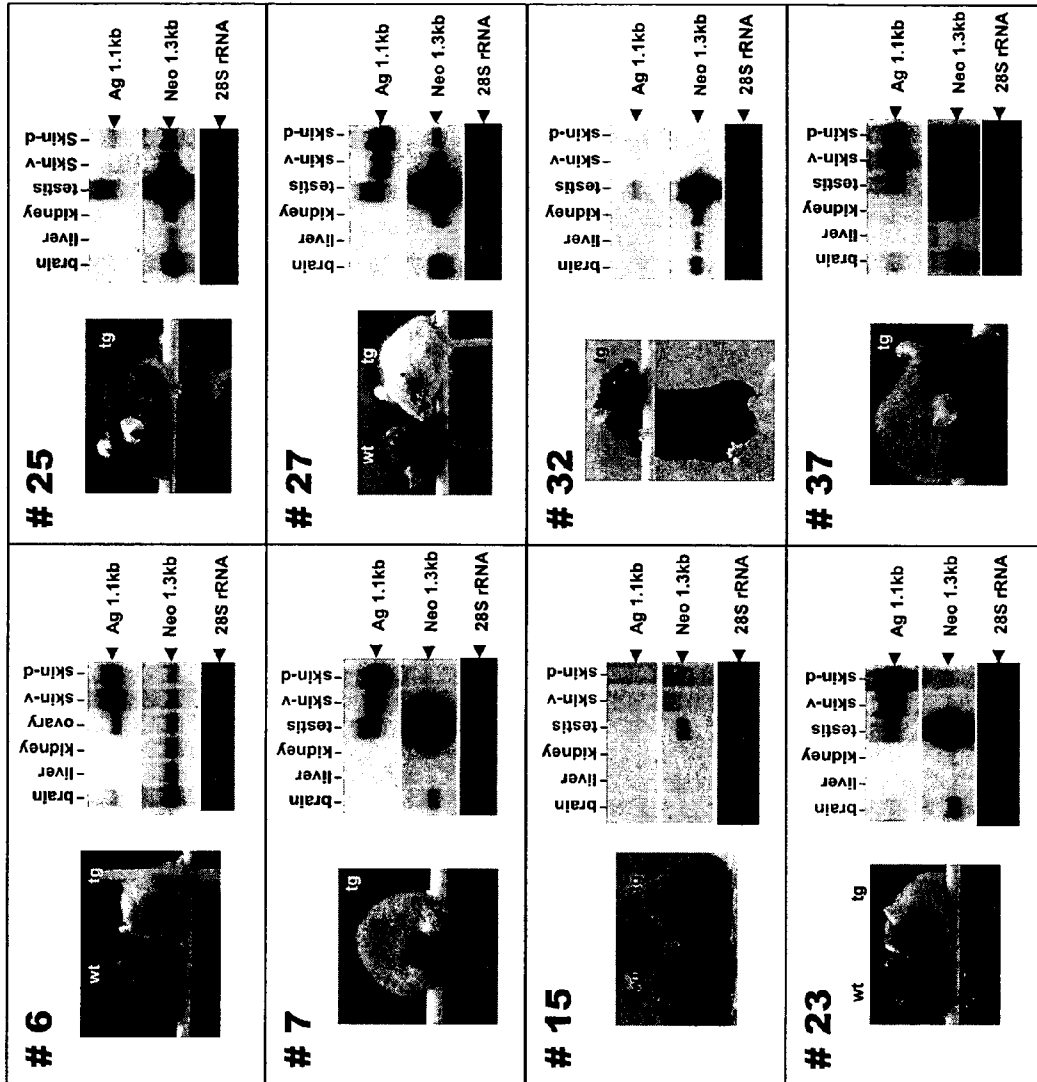 # 6
wt
tg
brain -
liver -
kidney -
ovary -
skin-v -
skin-d -
Ag 1.1kb
Neo 1.3kb
28S rRNA
# 7
tg
brain -
liver -
kidney -
testis -
skin-v -
skin-d -
Ag 1.1kb
Neo 1.3kb
28S rRNA
# 15
tg
brain -
liver -
kidney -
testis -
skin-v -
skin-d -
Ag 1.1kb
Neo 1.3kb
28S rRNA
# 23
wt
tg
brain -
liver -
kidney -
testis -
skin-v -
skin-d -
Ag 1.1kb
Neo 1.3kb
28S rRNA
# 25
tg
brain -
liver -
kidney -
testis -
Skin-v -
Skin-d -
Ag 1.1kb
Neo 1.3kb
28S rRNA
# 27
wt
tg
brain -
liver -
kidney -
testis -
skin-v -
skin-d -
Ag 1.1kb
Neo 1.3kb
28S rRNA
# 32
brain -
liver -
kidney -
testis -
skin-v -
skin-d -
Ag 1.1kb
Neo 1.3kb
28S rRNA
# 37
tg
brain -
liver -
kidney -
testis -
skin-v -
skin-d -
Ag 1.1kb
Neo 1.3kb
28S rRNA